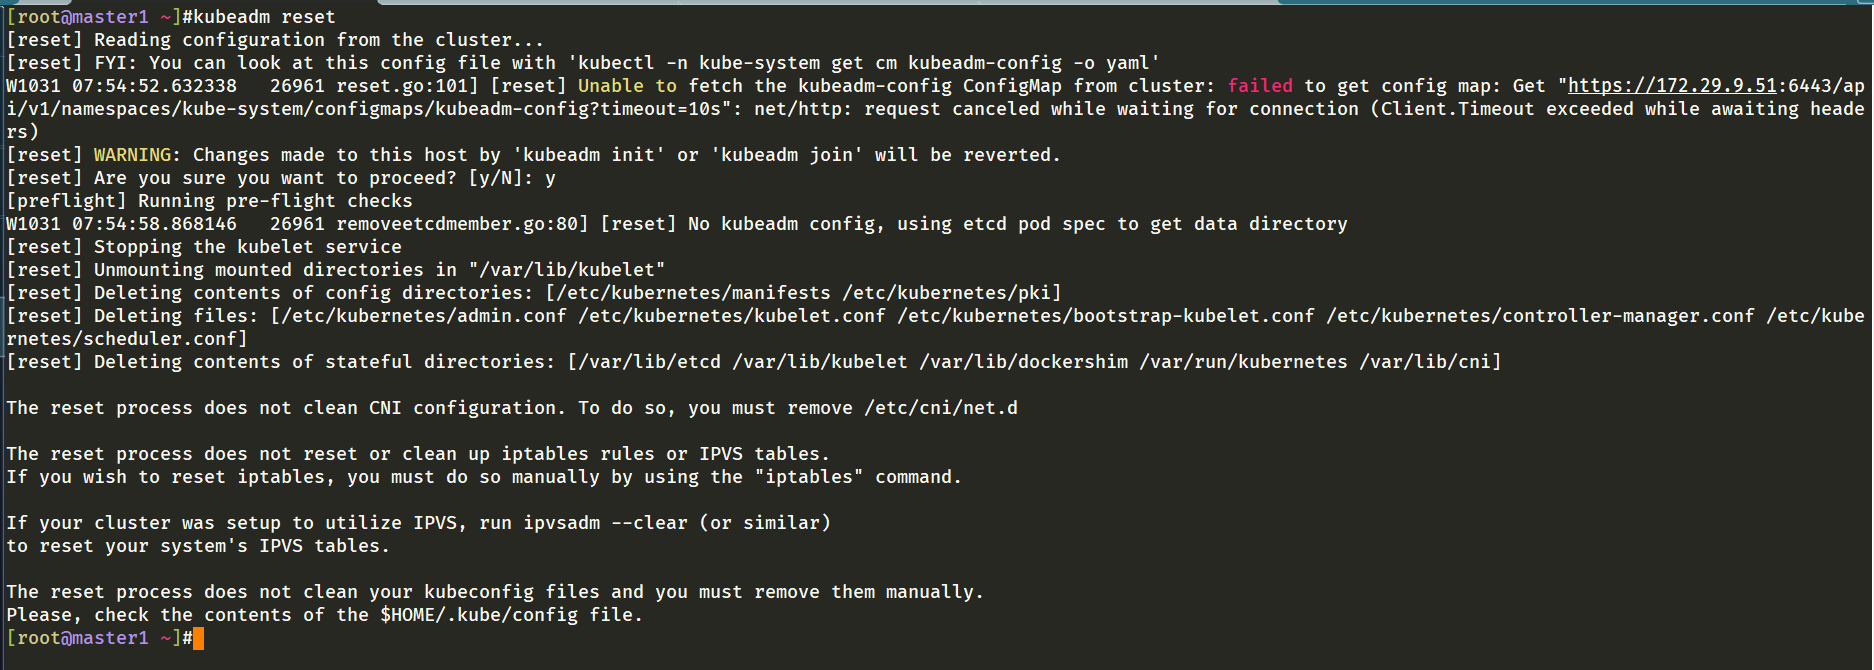 [root@master1 ~]#kubeadm reset
[reset] Reading configuration from the cluster...
[reset] FYI: You can look at this config file with 'kubectl -n kube-system get cm kubeadm-config -o yaml'
W1031 07:54:52.632338   26961 reset.go:101] [reset] Unable to fetch the kubeadm-config ConfigMap from cluster: failed to get config map: Get "https://172.29.9.51:6443/ap
i/v1/namespaces/kube-system/configmaps/kubeadm-config?timeout=10s": net/http: request canceled while waiting for connection (Client.Timeout exceeded while awaiting heade
rs)
[reset] WARNING: Changes made to this host by 'kubeadm init' or 'kubeadm join' will be reverted.
[reset] Are you sure you want to proceed? [y/N]: y
[preflight] Running pre-flight checks
W1031 07:54:58.868146   26961 removeetcdmember.go:80] [reset] No kubeadm config, using etcd pod spec to get data directory
[reset] Stopping the kubelet service
[reset] Unmounting mounted directories in "/var/lib/kubelet"
[reset] Deleting contents of config directories: [/etc/kubernetes/manifests /etc/kubernetes/pki]
[reset] Deleting files: [/etc/kubernetes/admin.conf /etc/kubernetes/kubelet.conf /etc/kubernetes/bootstrap-kubelet.conf /etc/kubernetes/controller-manager.conf /etc/kube
rnetes/scheduler.conf]
[reset] Deleting contents of stateful directories: [/var/lib/etcd /var/lib/kubelet /var/lib/dockershim /var/run/kubernetes /var/lib/cni]

The reset process does not clean CNI configuration. To do so, you must remove /etc/cni/net.d

The reset process does not reset or clean up iptables rules or IPVS tables.
If you wish to reset iptables, you must do so manually by using the "iptables" command.

If your cluster was setup to utilize IPVS, run ipvsadm --clear (or similar)
to reset your system's IPVS tables.

The reset process does not clean your kubeconfig files and you must remove them manually.
Please, check the contents of the $HOME/.kube/config file.
[root@master1 ~]#